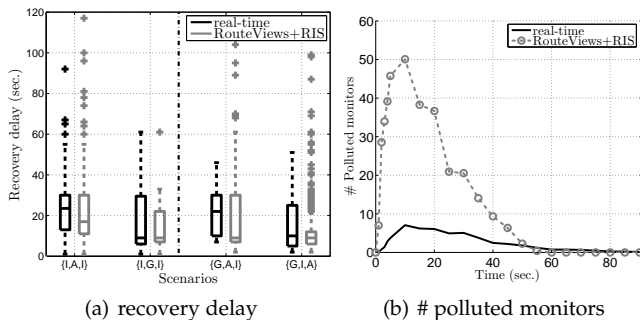 120
100
80
60
40
20
0
Recovery delay (sec.)
real-time
RouteViews+RIS
{I,A,I}
{I,G,I}
{G,A,I}
{G,I,A}
Scenarios
(a) recovery delay
60
50
40
30
20
10
0
# Polluted monitors
real-time
RouteViews+RIS
0
20
40
60
80
Time (sec.)
(b) # polluted monitors